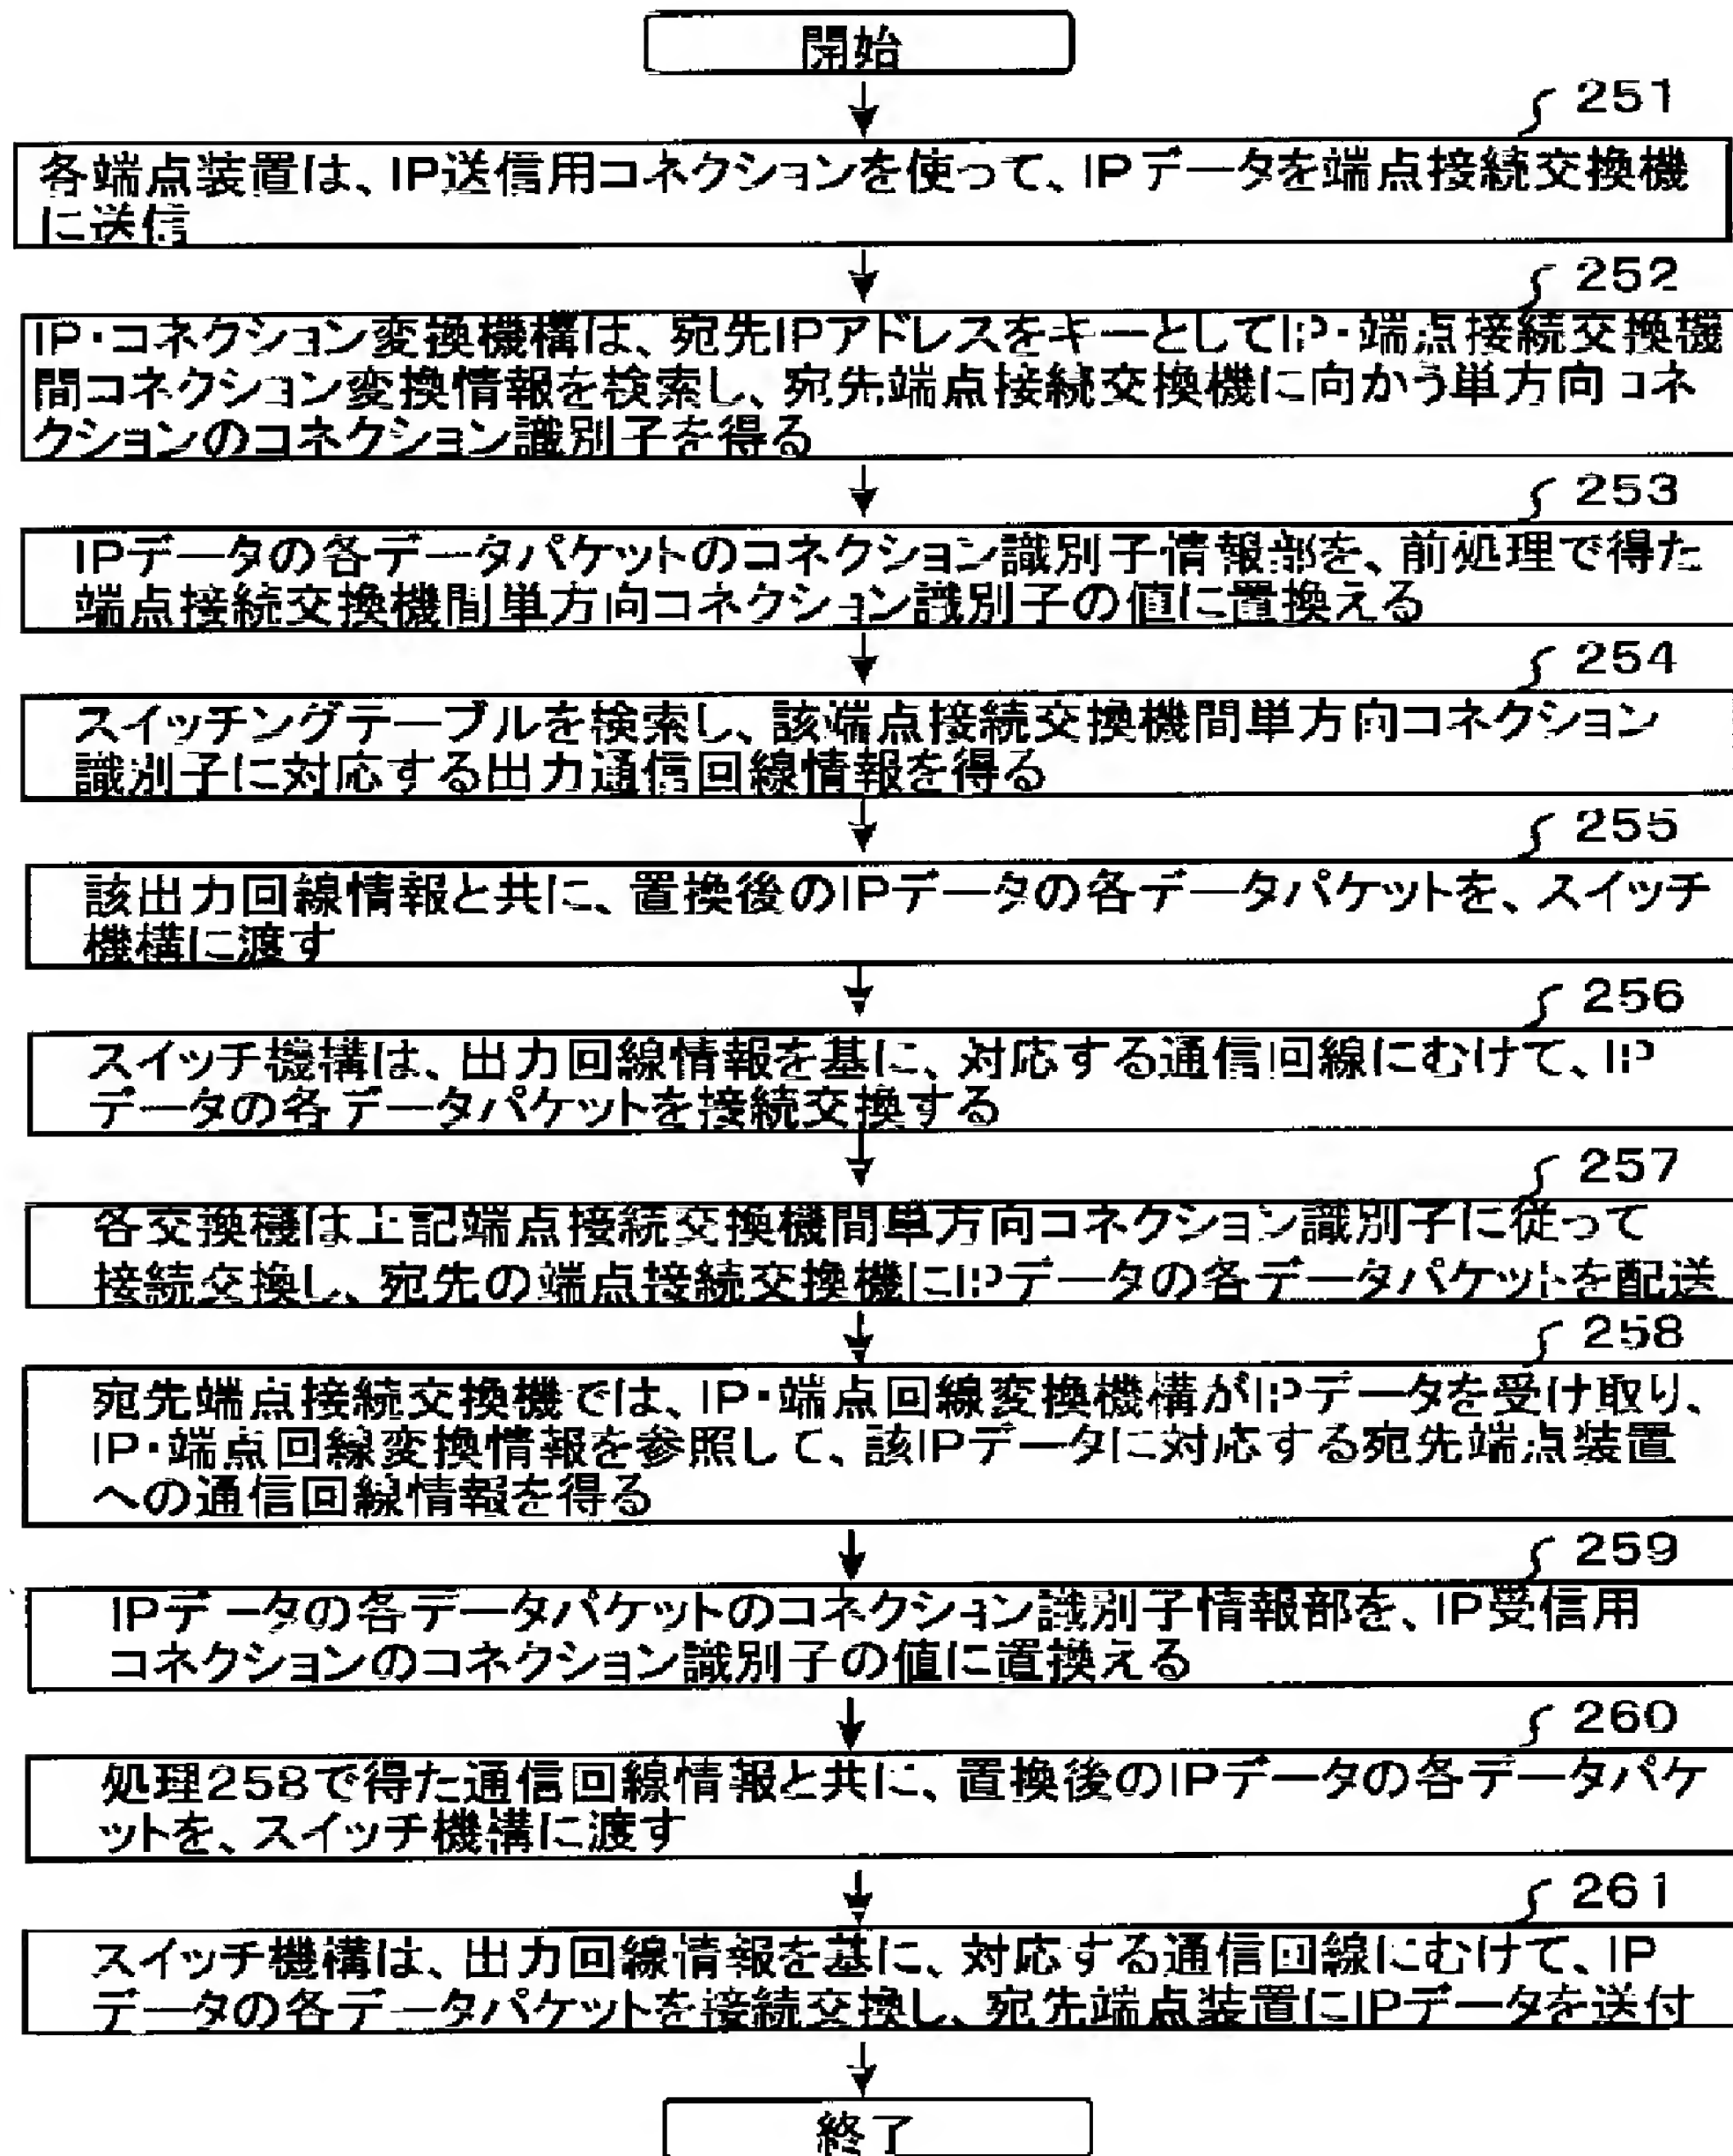 開始
251
各端点装置は、IP送信用コネクションを使って、IPデータを端点接続交換機
に送信
252
IP・コネクション変換機構は、宛先IPアドレスをキーとしてIP・端点接続交換機
間コネクション変換情報を検索し、宛先端点接続交換機に向かう単方向コネ
クションのコネクション識別子を得る
253
IPデータの各データパケットのコネクション識別子情報部を、前処理で得た
端点接続交換機間単方向コネクション識別子の値に置換える
254
スイッチングテーブルを検索し、該端点接続交換機間単方向コネクション
識別子に対応する出力通信回線情報を得る
255
該出力回線情報と共に、置換後のIPデータの各データパケットを、スイッチ
機構に渡す
256
スイッチ機構は、出力回線情報を基に、対応する通信回線にむけて、IP
データの各データパケットを接続交換する
257
各交換機は上記端点接続交換機間単方向コネクション識別子に従って
接続交換し、宛先の端点接続交換機にIPデータの各データパケットを配送
258
宛先端点接続交換機では、IP・端点回線変換機構がIPデータを受け取り、
IP・端点回線変換情報を参照して、該IPデータに対応する宛先端点装置
への通信回線情報を得る
259
IPデータの各データパケットのコネクション識別子情報部を、IP受信用
コネクションのコネクション識別子の値に置換える
260
処理258で得た通信回線情報と共に、置換後のIPデータの各データパケ
ットを、スイッチ機構に渡す
261
スイッチ機構は、出力回線情報を基に、対応する通信回線にむけて、IP
データの各データパケットを接続交換し、宛先端点装置にIPデータを送付
終了